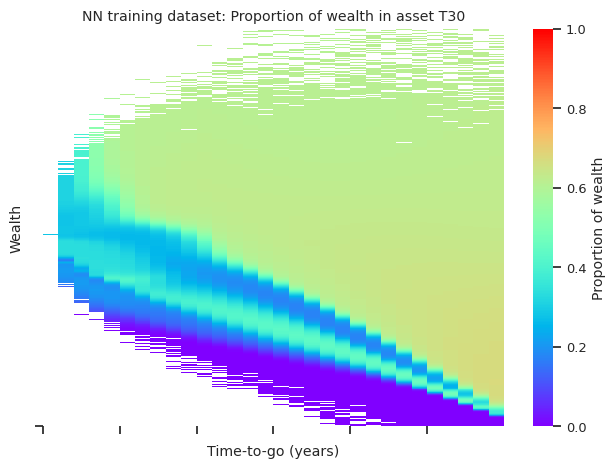 NN training dataset: Proportion of wealth in asset T30
Wealth
Time-to-go (years)
1.0
0.8
0.6
0.4
0.2
0.0
Proportion of wealth